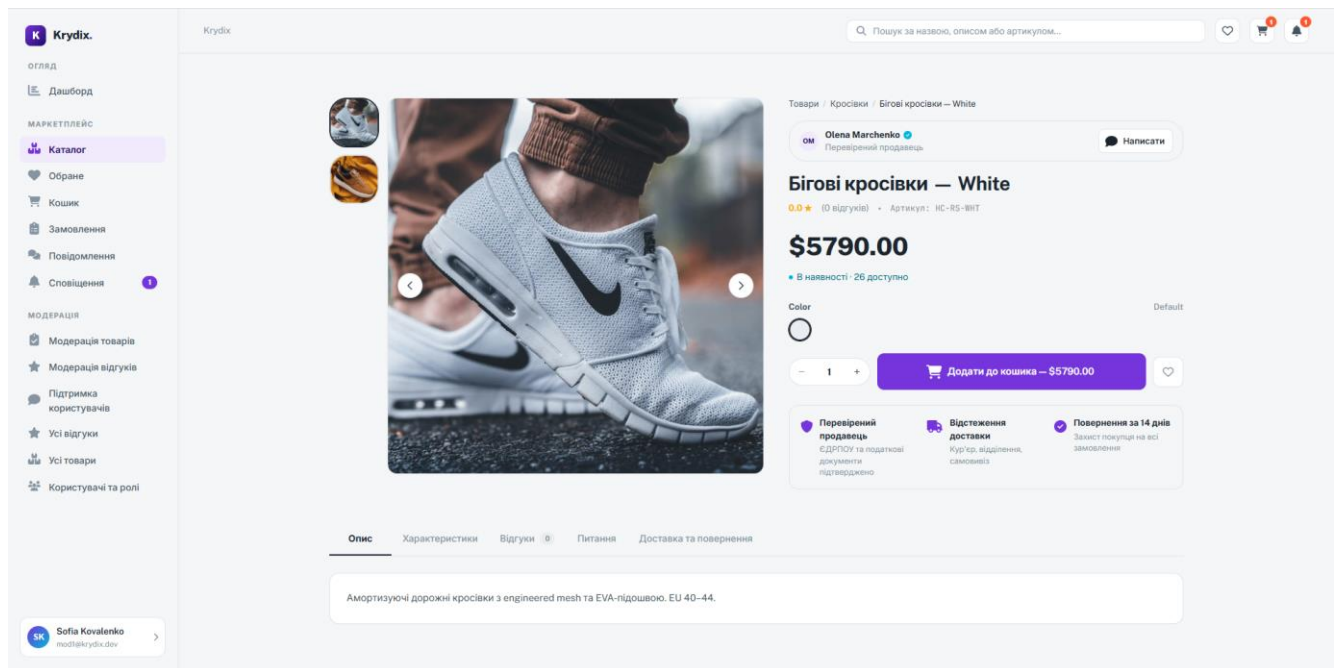 K Krydix.
ОГЛЯД
Дашборд
МАРКЕТПЛЕЙС
Каталог
Обране
Кошик
Замовлення
Повідомлення
Сповіщення 1
МОДЕРАЦІЯ
Модерація товарів
Модерація відгуків
Підтримка
користувачів
Усі відгуки
Усі товари
Користувачі та ролі
SK Sofia Kovalenko
mod1@krydix.dev
Krydix
Пошук за назвою, описом або артикулом...
1
1
Товари / Кросівки / Бігові кросівки — White
OM Olena Marchenko
Перевірений продавець
Написати
Бігові кросівки — White
0.0 ★ (0 відгуків) • Артикул: HC-RS-WHT
$5790.00
• В наявності · 26 доступно
Color Default
− 1 +
Додати до кошика — $5790.00
Перевірений
продавець
ЄДРПОУ та податкові
документи
підтверджено
Відстеження
доставки
Кур'єр, відділення,
самовивіз
Повернення за 14 днів
Захист покупця на всі
замовлення
Опис Характеристики Відгуки 0 Питання Доставка та повернення
Амортизуючі дорожні кросівки з engineered mesh та EVA-підошвою. EU 40–44.